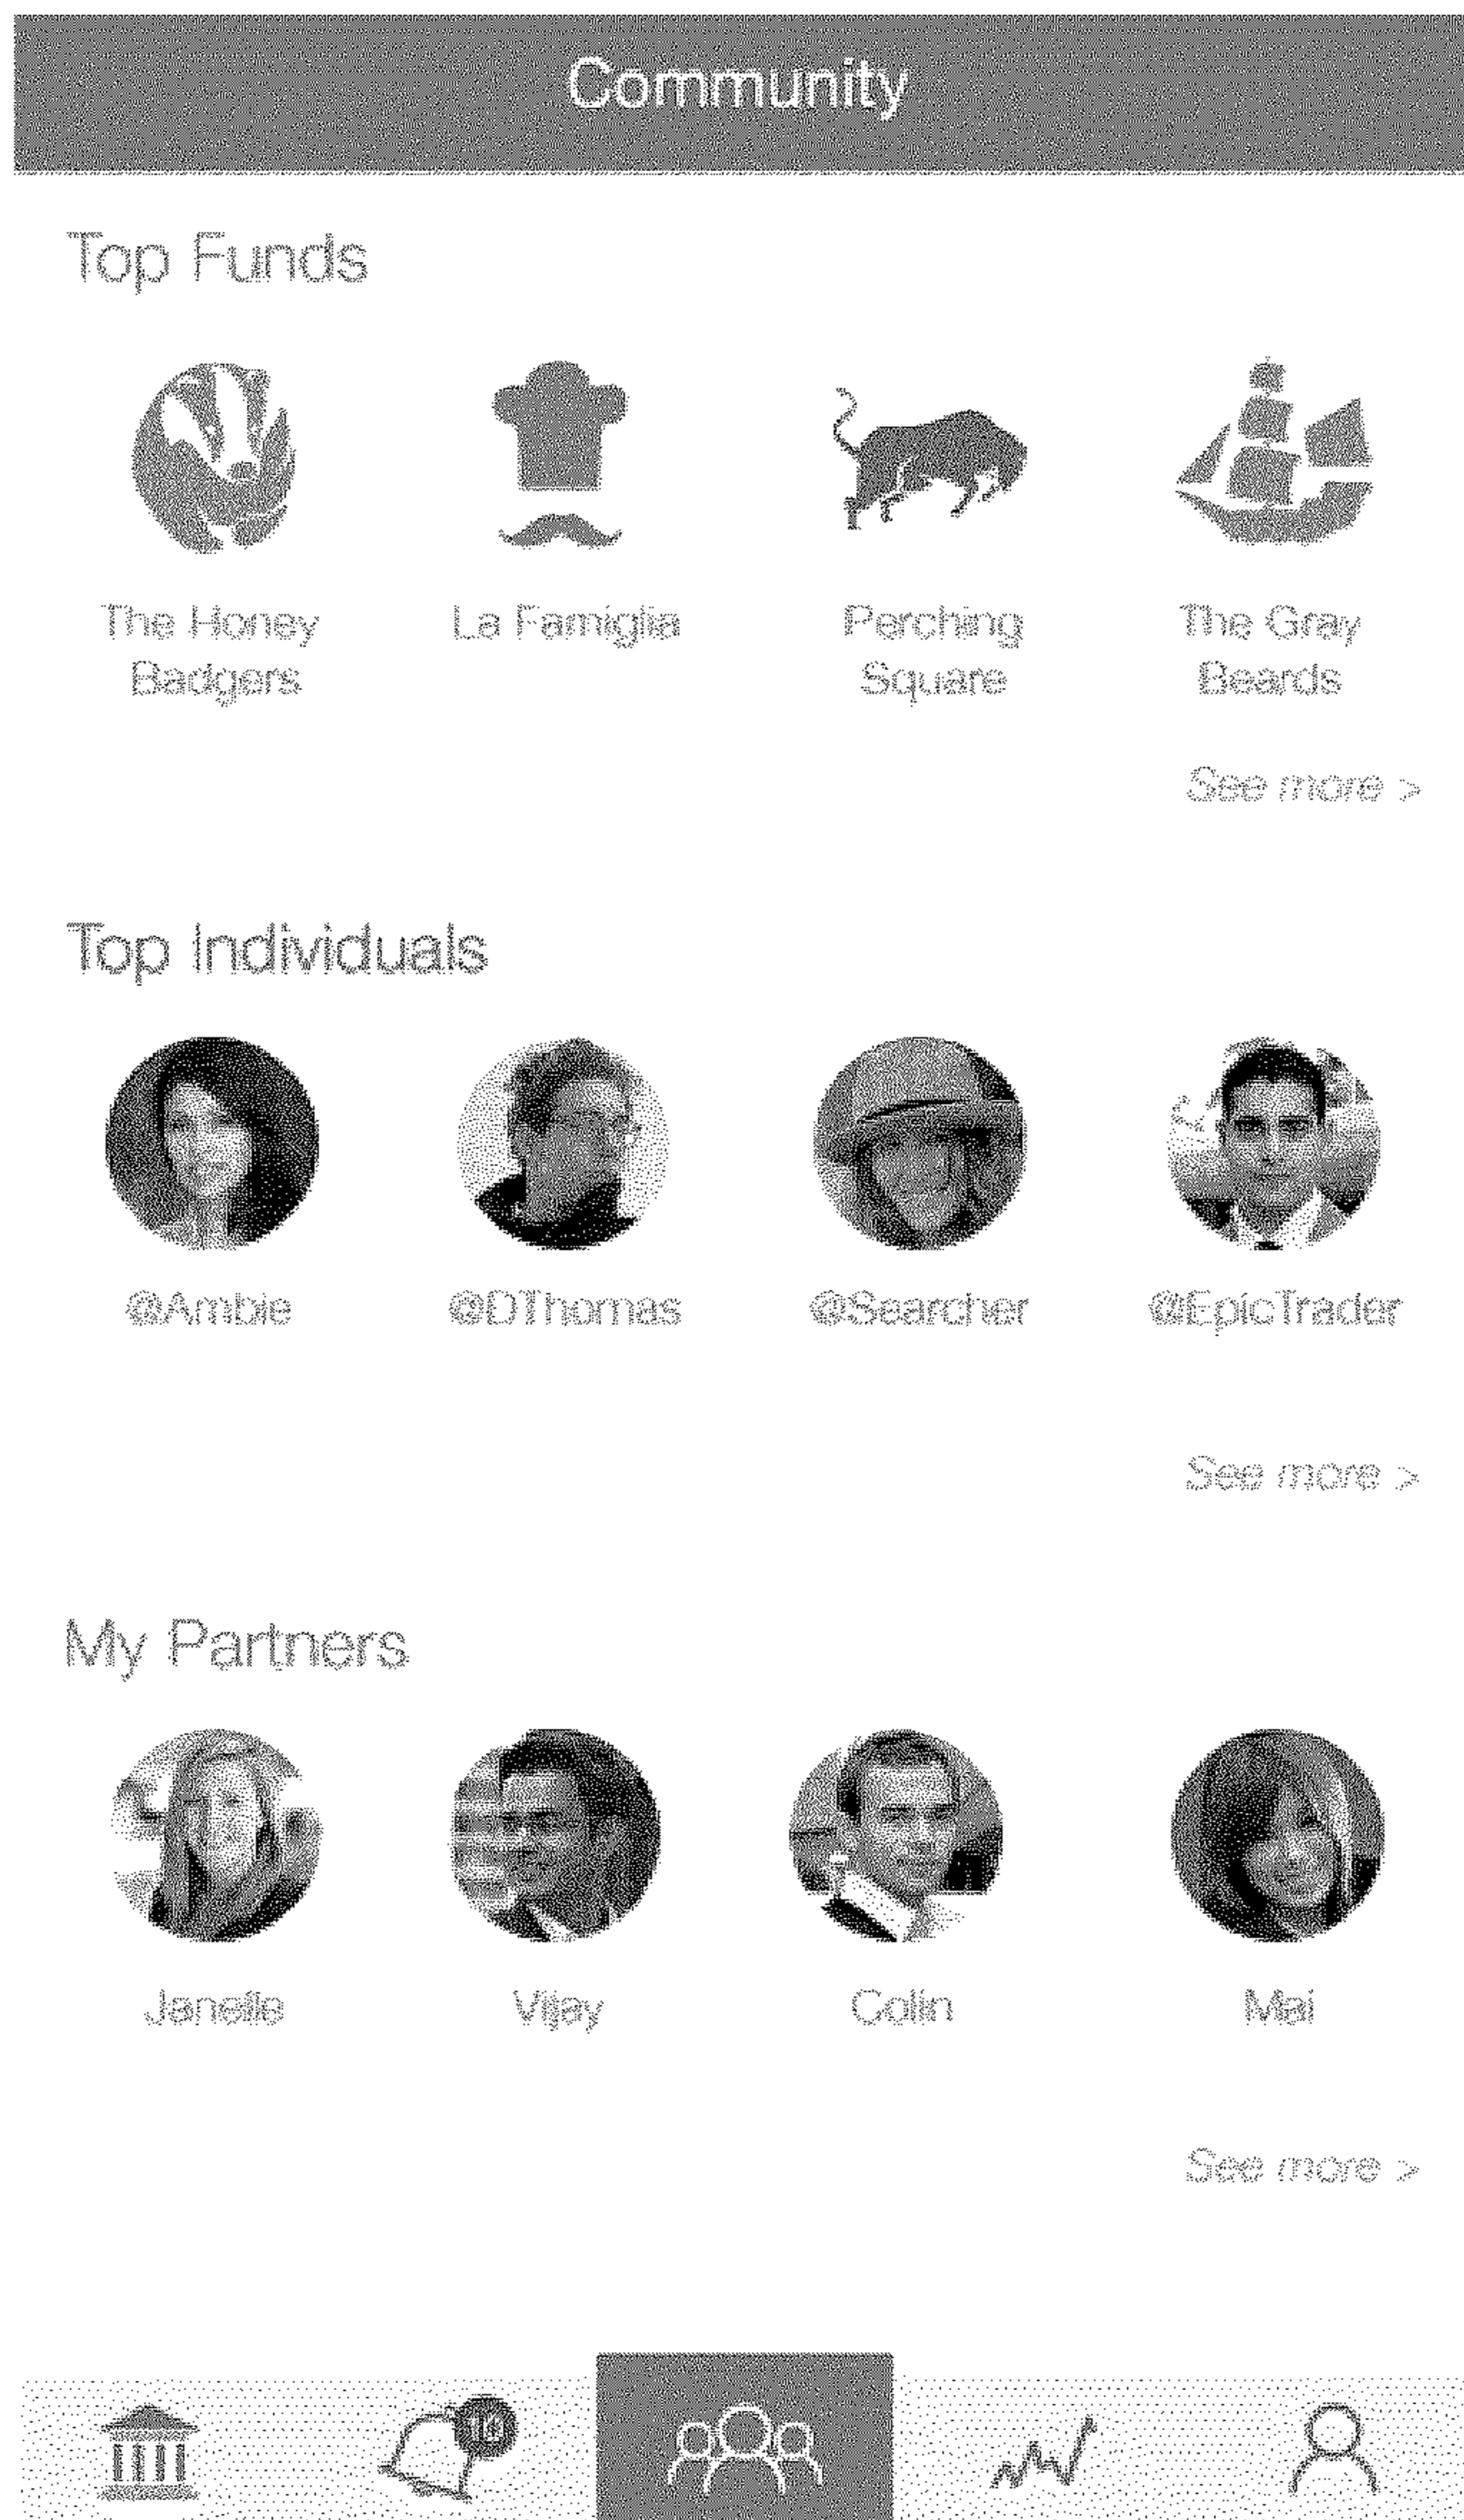 Community
Top Funds
The Honey Badgers
La Famiglia
Perching Square
The Gray Beards
See more >
Top Individuals
@Ambie
@DThomas
@Searcher
@EpicTrader
See more >
My Partners
Janelle
Vijay
Colin
Mai
See more >